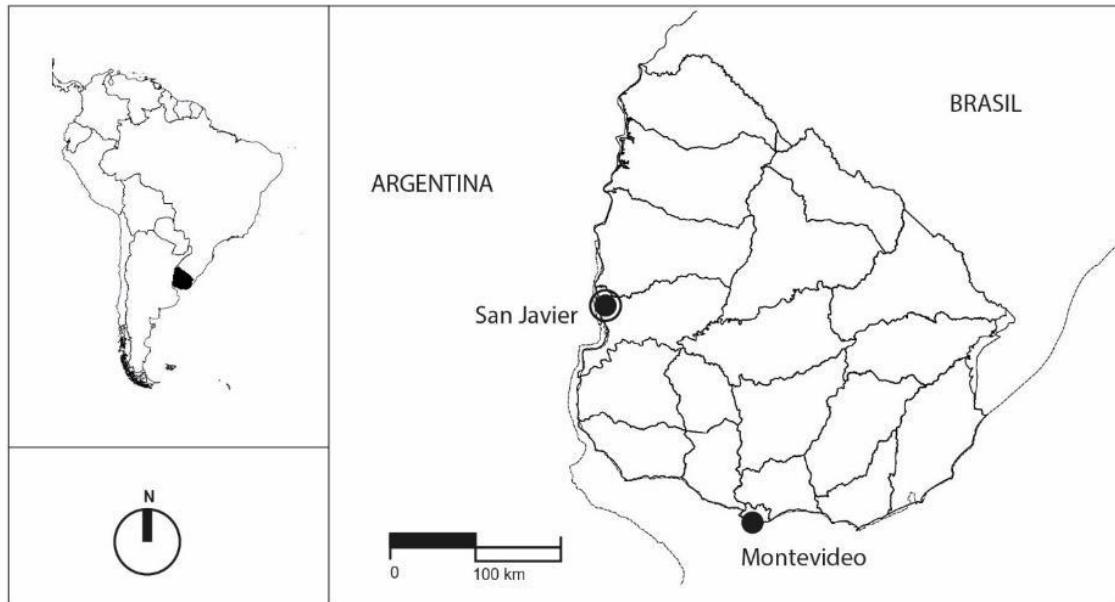 BRASIL
ARGENTINA
San Javier
N
0 100 km
Montevideo